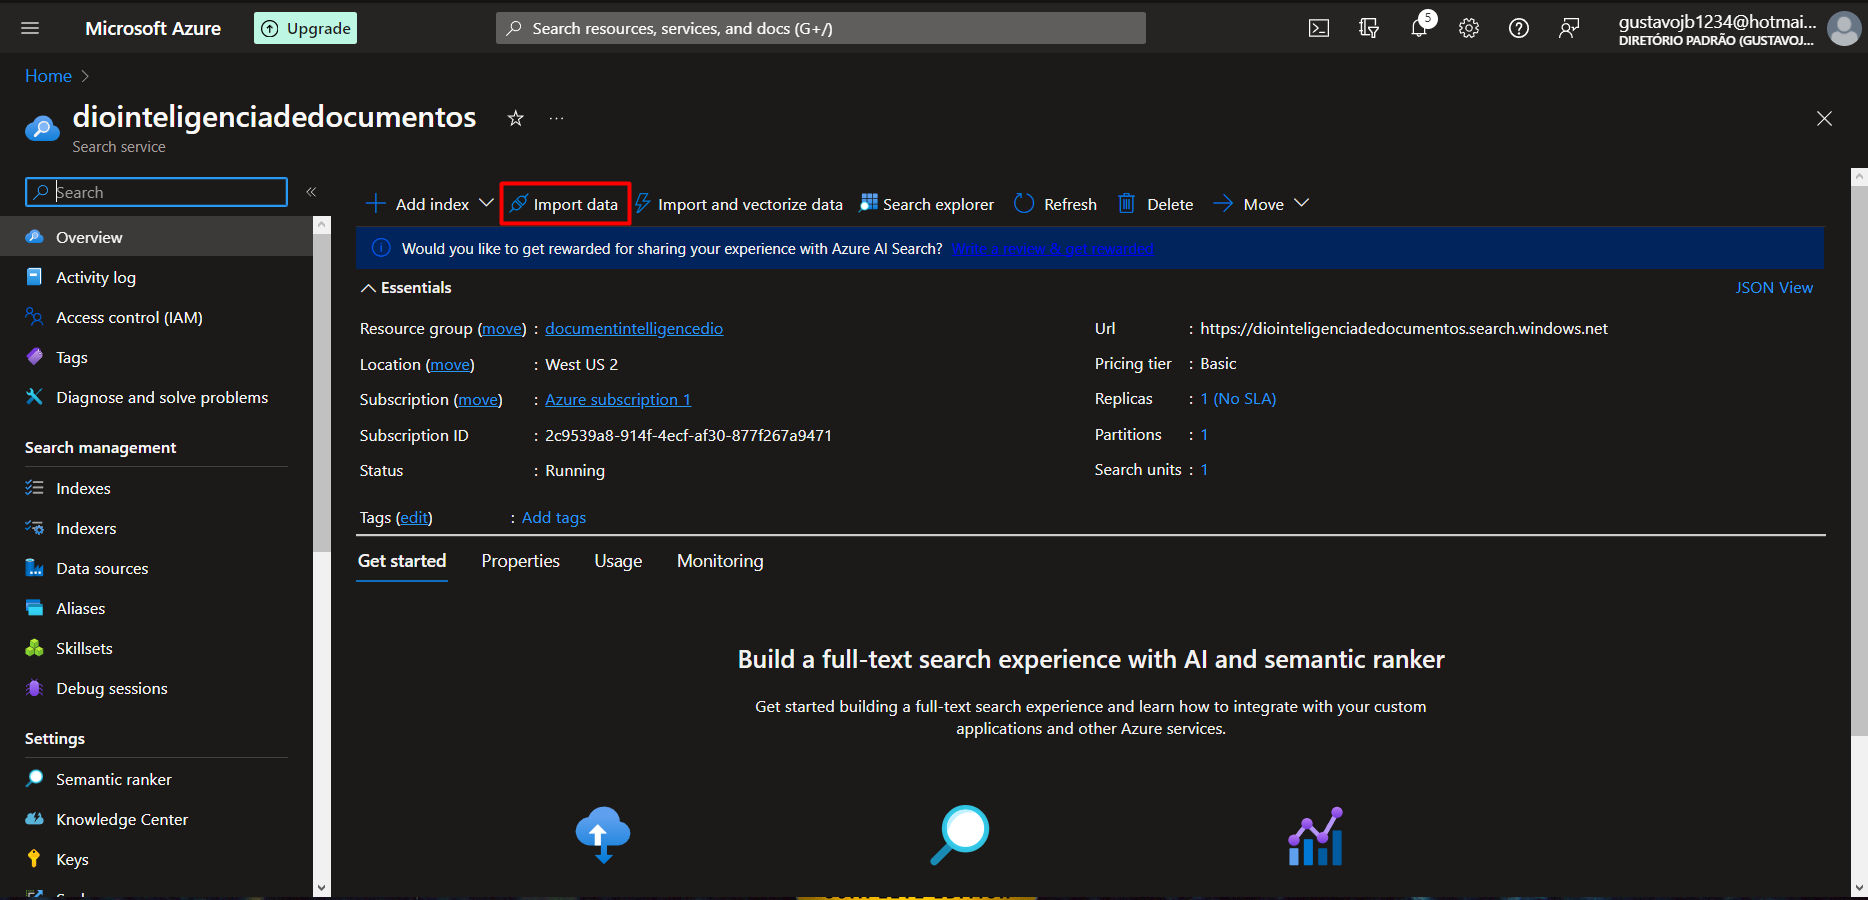 Microsoft Azure
Upgrade
Search resources, services, and docs (G+/)
5
gustavojb1234@hotmai...
DIRETÓRIO PADRÃO (GUSTAVOJ...
Home
diointeligenciadedocumentos
Search service
Search
Add index
Import data
Import and vectorize data
Search explorer
Refresh
Delete
Move
Overview
Activity log
Access control (IAM)
Tags
Diagnose and solve problems
Search management
Indexes
Indexers
Data sources
Aliases
Skillsets
Debug sessions
Settings
Semantic ranker
Knowledge Center
Keys
Would you like to get rewarded for sharing your experience with Azure AI Search? Write a review & get rewarded.
Essentials
JSON View
Resource group (move) : documentintelligencedio
Location (move) : West US 2
Subscription (move) : Azure subscription 1
Subscription ID : 2c9539a8-914f-4ecf-af30-877f267a9471
Status : Running
Url : https://diointeligenciadedocumentos.search.windows.net
Pricing tier : Basic
Replicas : 1 (No SLA)
Partitions : 1
Search units : 1
Tags (edit) : Add tags
Get started
Properties
Usage
Monitoring
Build a full-text search experience with AI and semantic ranker
Get started building a full-text search experience and learn how to integrate with your custom
applications and other Azure services.